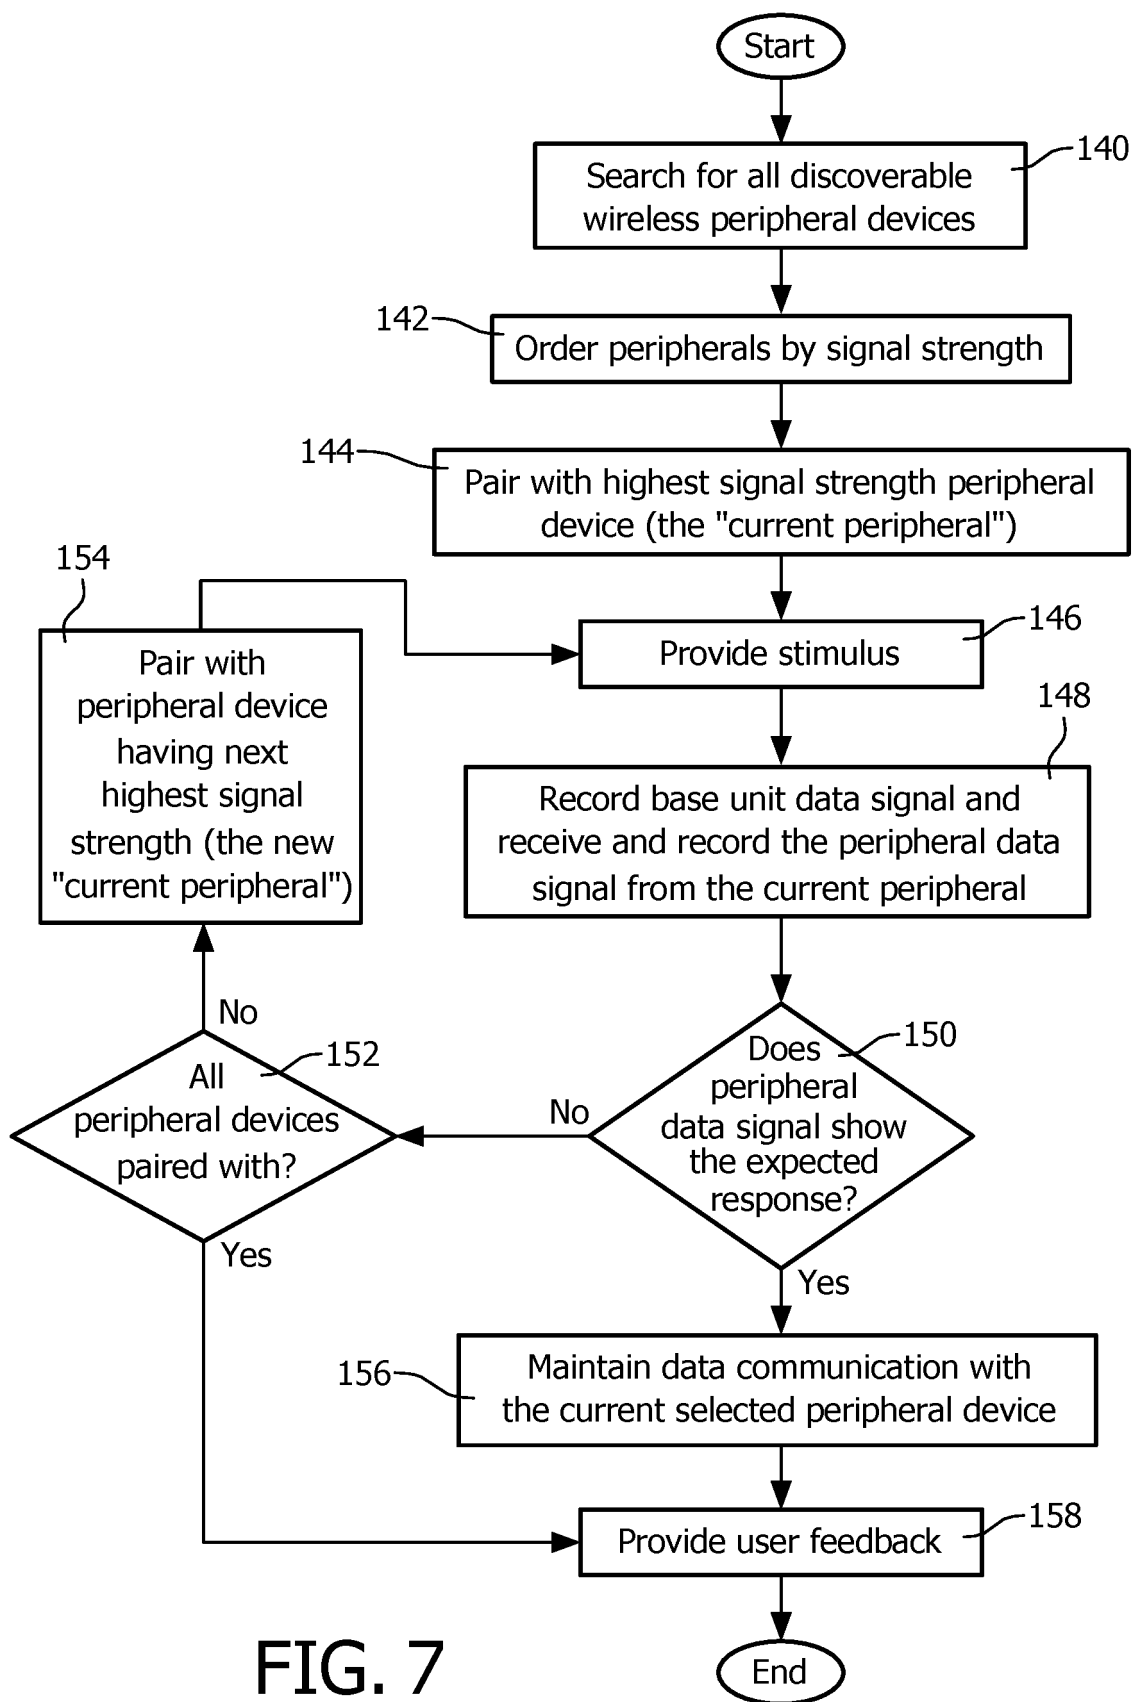 Start
140
Search for all discoverable
wireless peripheral devices
142
Order peripherals by signal strength
144
Pair with highest signal strength peripheral
device (the "current peripheral")
154
Pair with
peripheral device
having next
highest signal
strength (the new
"current peripheral")
146
Provide stimulus
148
Record base unit data signal and
receive and record the peripheral data
signal from the current peripheral
No
152
All
peripheral devices
paired with?
Yes
No
150
Does
peripheral
data signal show
the expected
response?
Yes
156
Maintain data communication with
the current selected peripheral device
158
Provide user feedback
End
FIG. 7